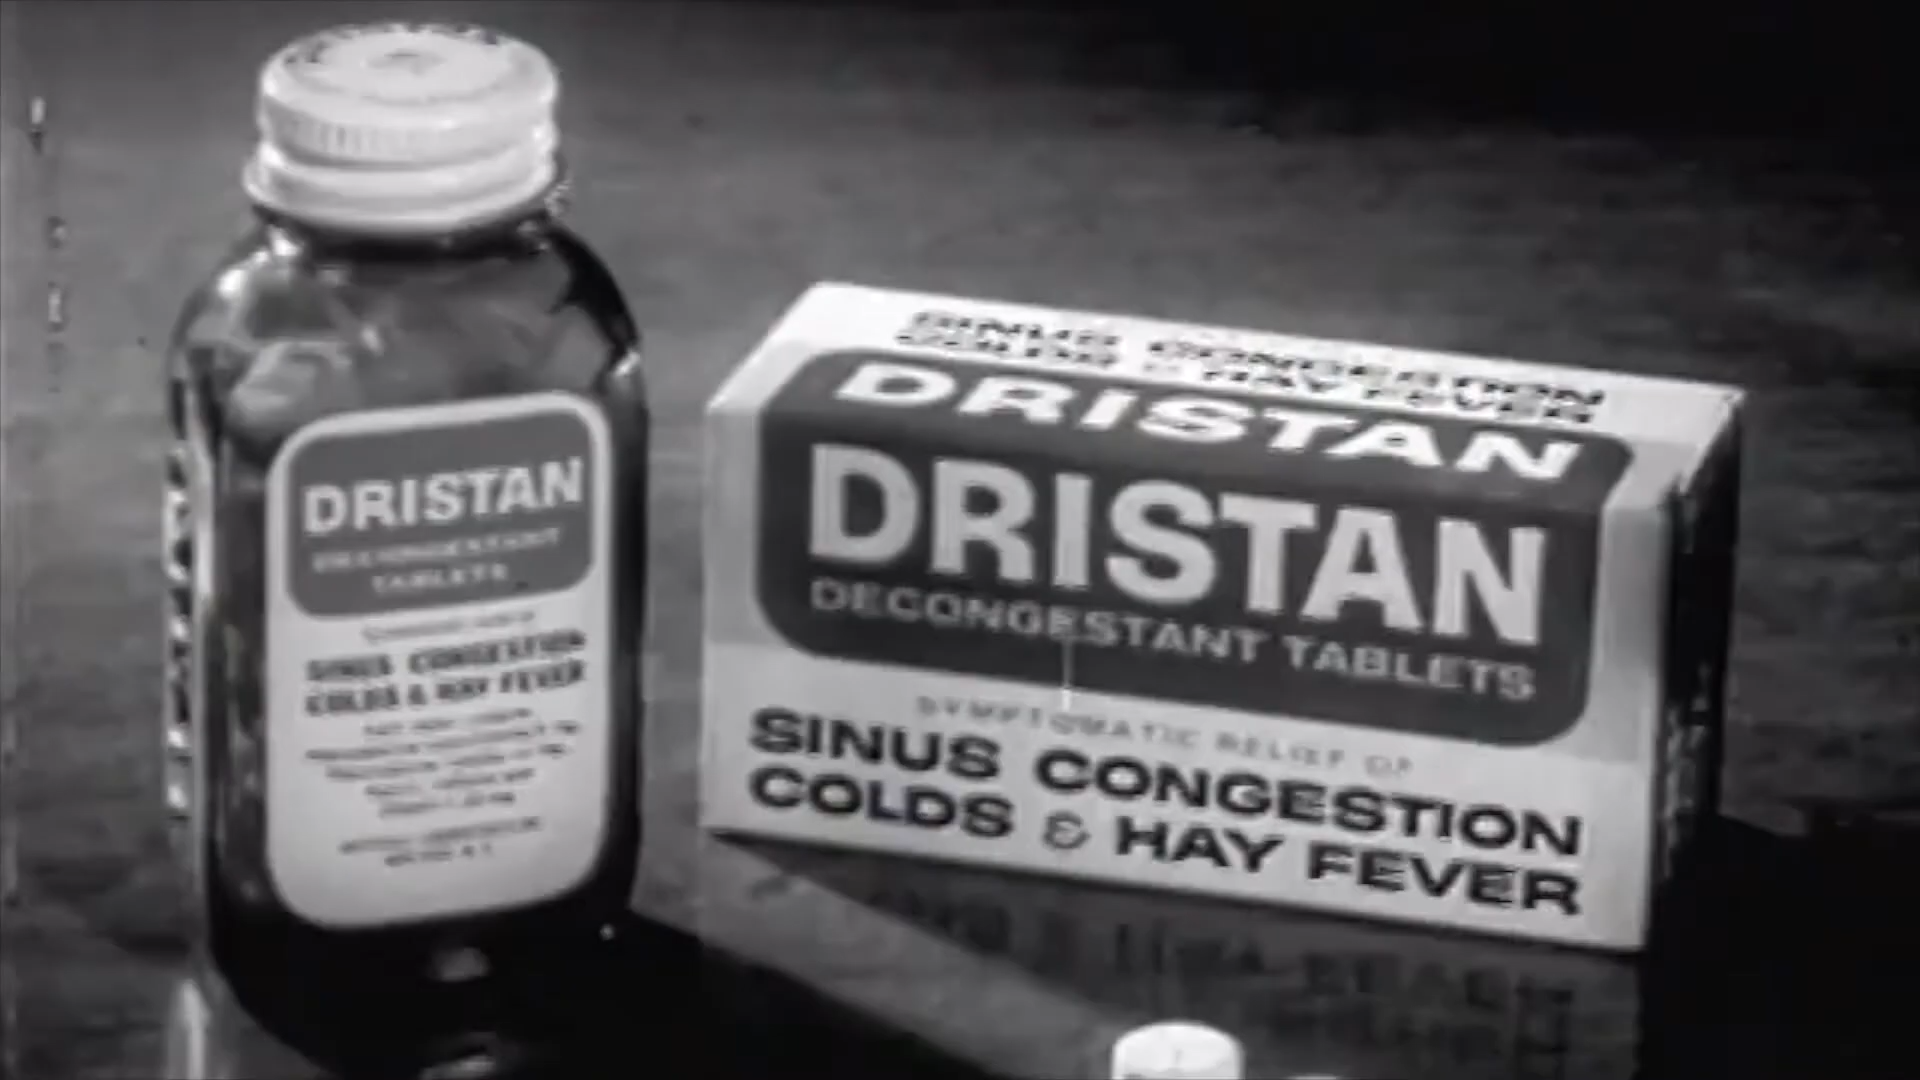 DRISTAN
DECONGESTANT
TABLETS
SINUS CONGESTION
COLDS & HAY FEVER
SINUS CONGESTION
COLDS & HAY FEVER
DRISTAN
DRISTAN
DECONGESTANT TABLETS
SYMPTOMATIC RELIEF OF
SINUS CONGESTION
COLDS & HAY FEVER